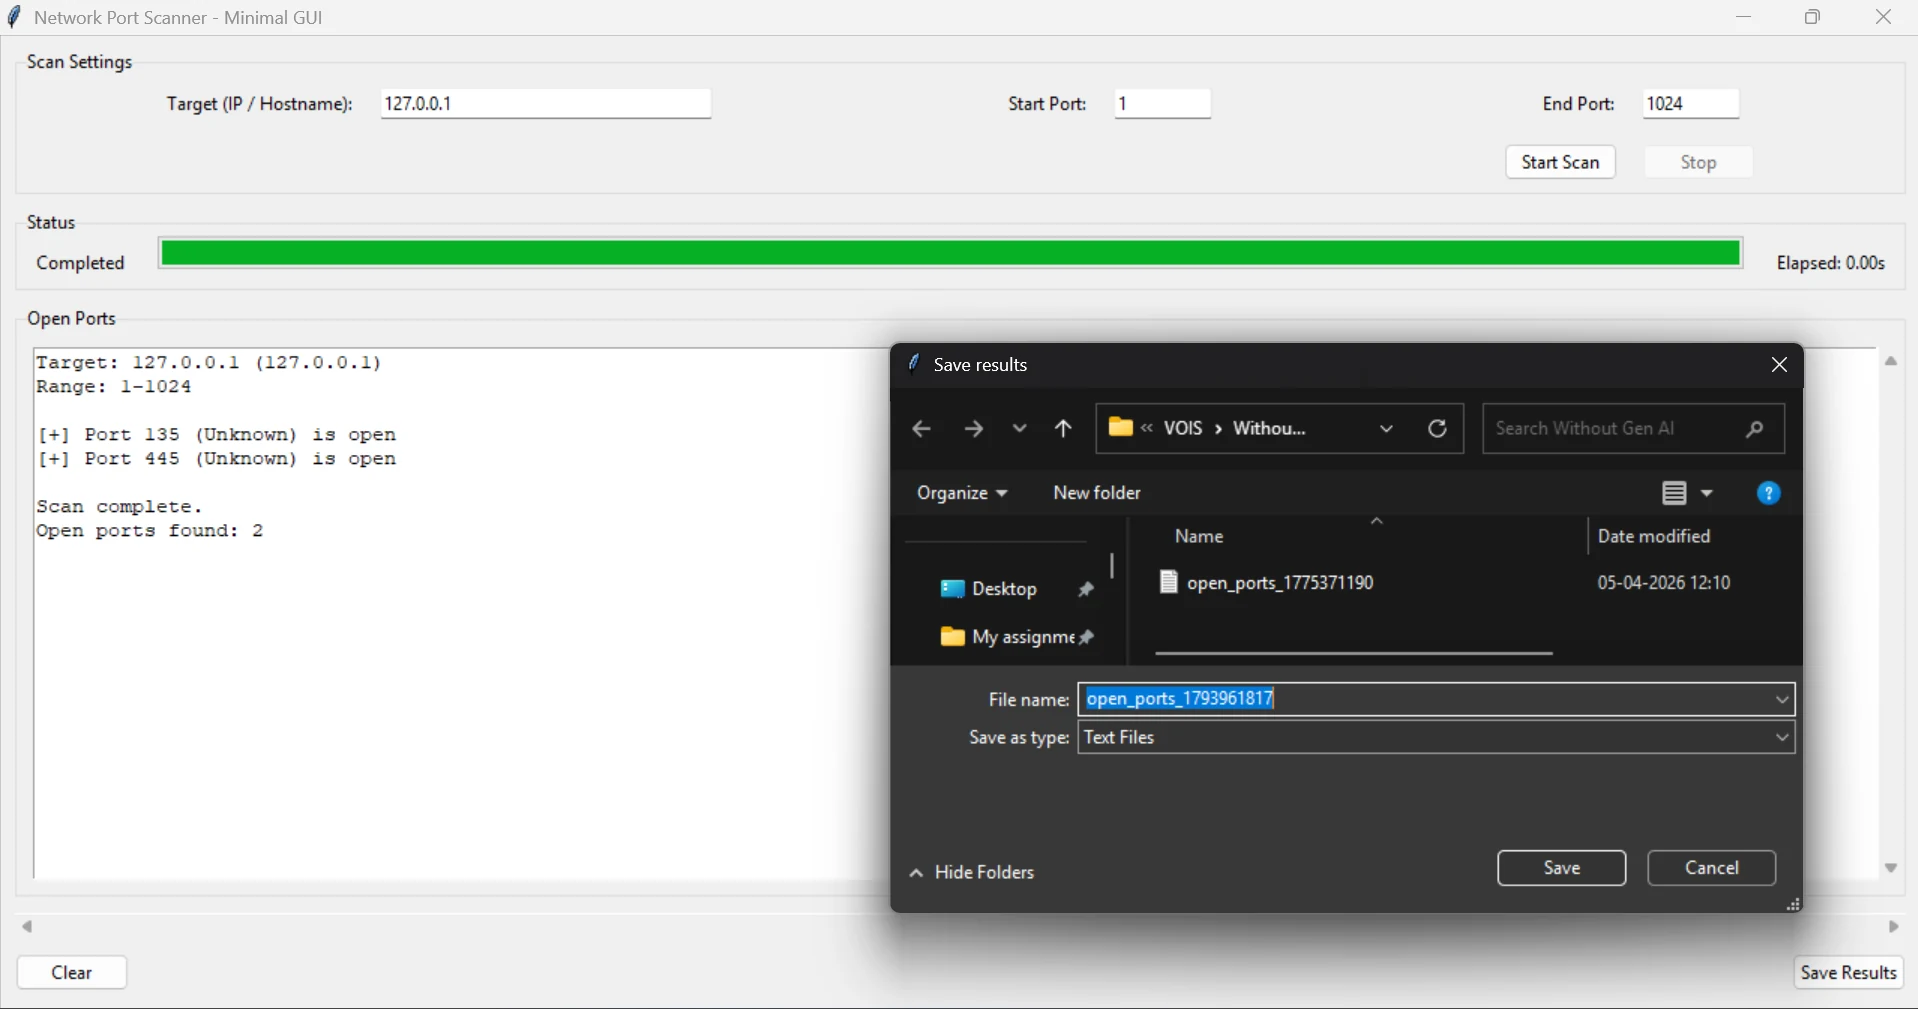 Network Port Scanner - Minimal GUI
Scan Settings
Target (IP / Hostname): 127.0.0.1 Start Port: 1 End Port: 1024
Start Scan Stop
Status
Completed Elapsed: 0.00s
Open Ports
Target: 127.0.0.1 (127.0.0.1)
Range: 1-1024
[+] Port 135 (Unknown) is open
[+] Port 445 (Unknown) is open
Scan complete.
Open ports found: 2
Save results
« VOIS › Withou... Search Without Gen AI
Organize New folder ?
Name Date modified
Desktop open_ports_1775371190 05-04-2026 12:10
My assignme
File name: open_ports_1793961817
Save as type: Text Files
Hide Folders Save Cancel
Clear Save Results